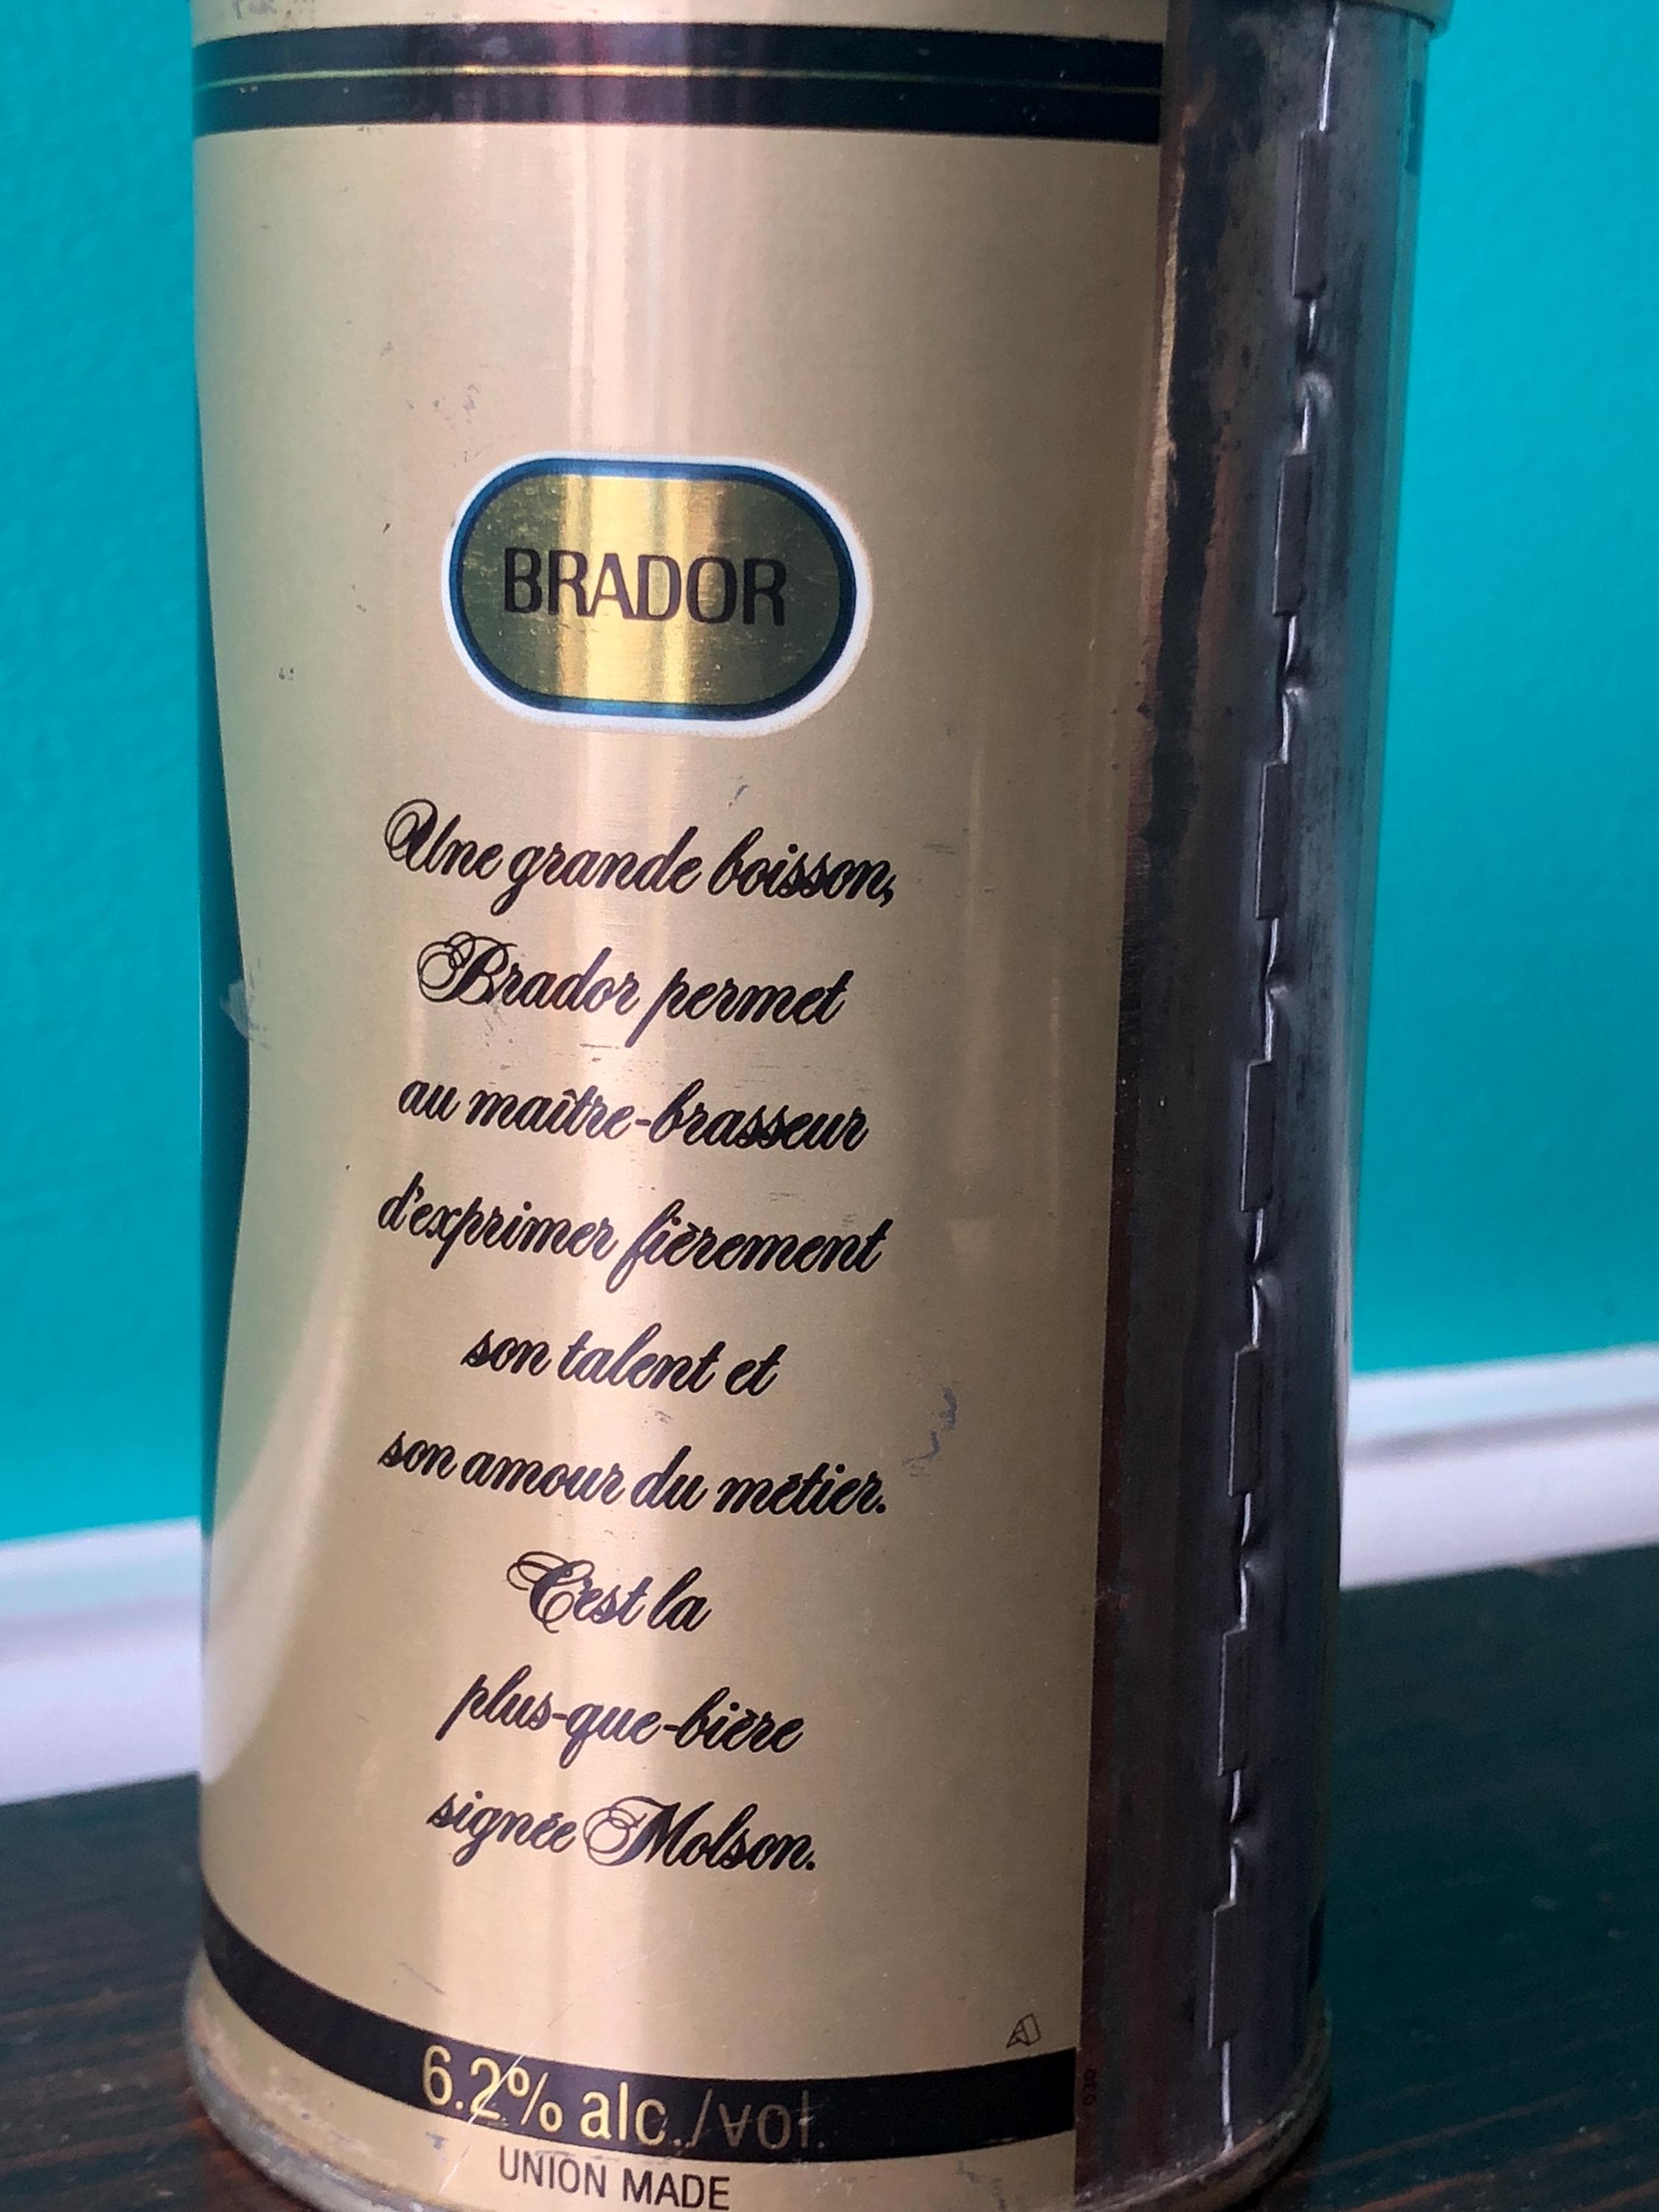 BRADOR
Une grande boisson,
Brador permet
au maître-brasseur
d'exprimer fièrement
son talent et
son amour du métier.
C'est la
plus-que-bière
signée Molson.
6.2% alc./vol.
UNION MADE